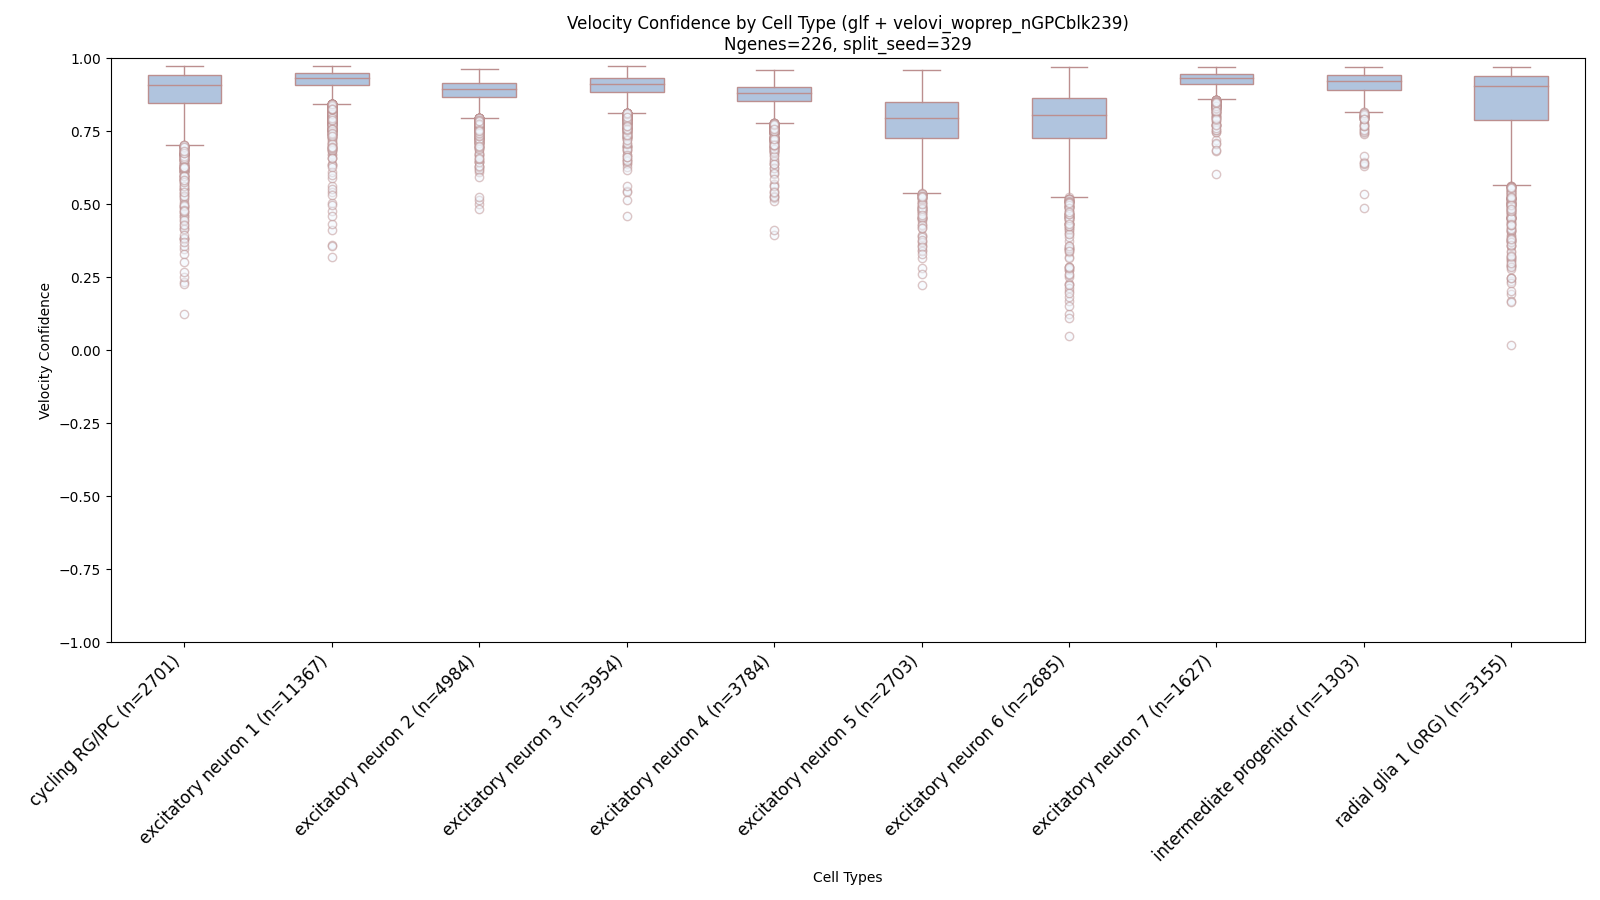 Velocity Confidence by Cell Type (glf + velovi_woprep_nGPCblk239)
Ngenes=226, split_seed=329
Velocity Confidence
1.00
0.75
0.50
0.25
0.00
−0.25
−0.50
−0.75
−1.00
cycling RG/IPC (n=2701)
excitatory neuron 1 (n=11367)
excitatory neuron 2 (n=4984)
excitatory neuron 3 (n=3954)
excitatory neuron 4 (n=3784)
excitatory neuron 5 (n=2703)
excitatory neuron 6 (n=2685)
excitatory neuron 7 (n=1627)
intermediate progenitor (n=1303)
radial glia 1 (oRG) (n=3155)
Cell Types